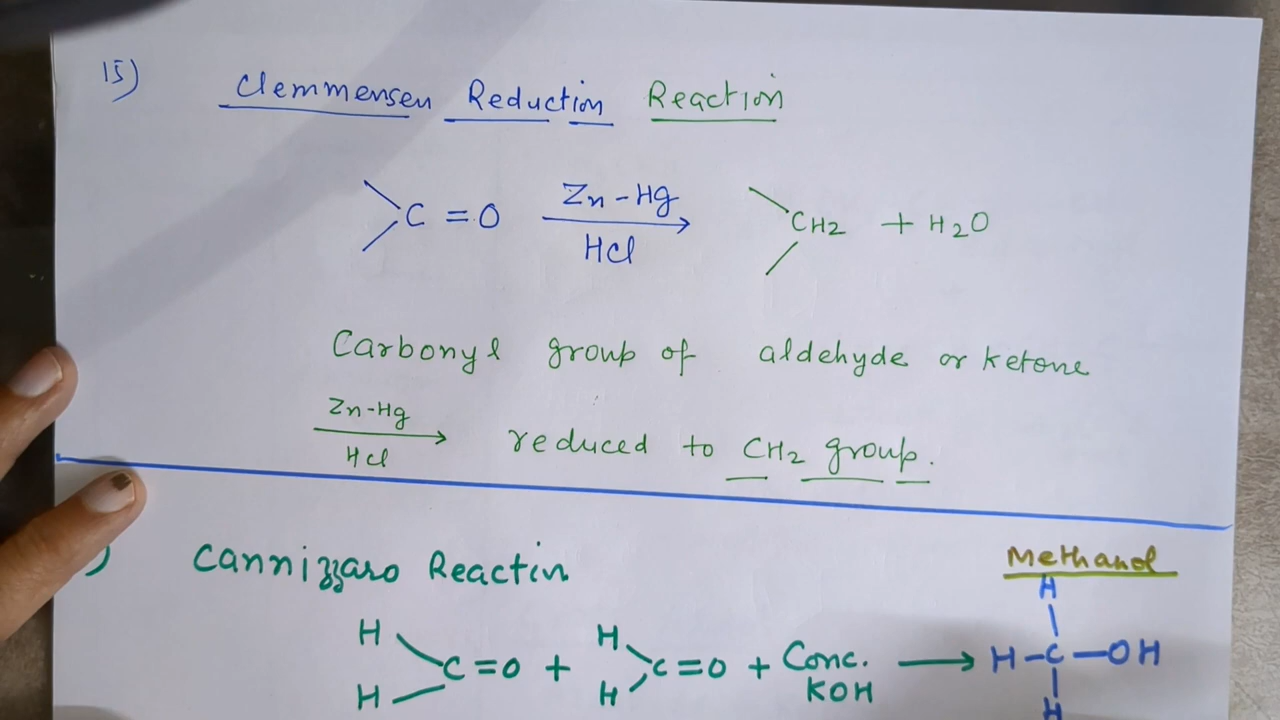 15) Clemmensen Reduction Reaction
C = O Zn-Hg HCl CH2 + H2O
Carbonyl group of aldehyde or ketone
Zn-Hg HCl reduced to CH2 group.
) Cannizzaro Reactin
Methanol
H H C=O + H H C=O + Conc. KOH H H-C-OH H